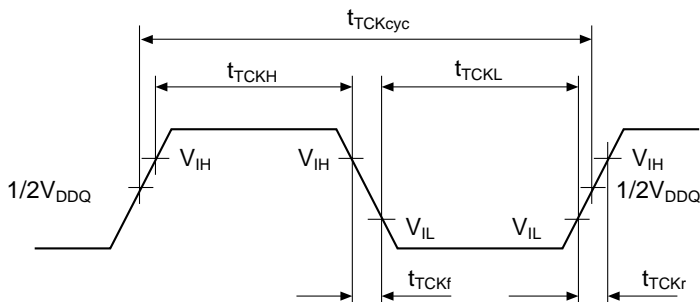 tTCKcyc
tTCKH
tTCKL
VIH
VIH
VIH
1/2VDDQ
1/2VDDQ
VIL
VIL
tTCKf
tTCKr